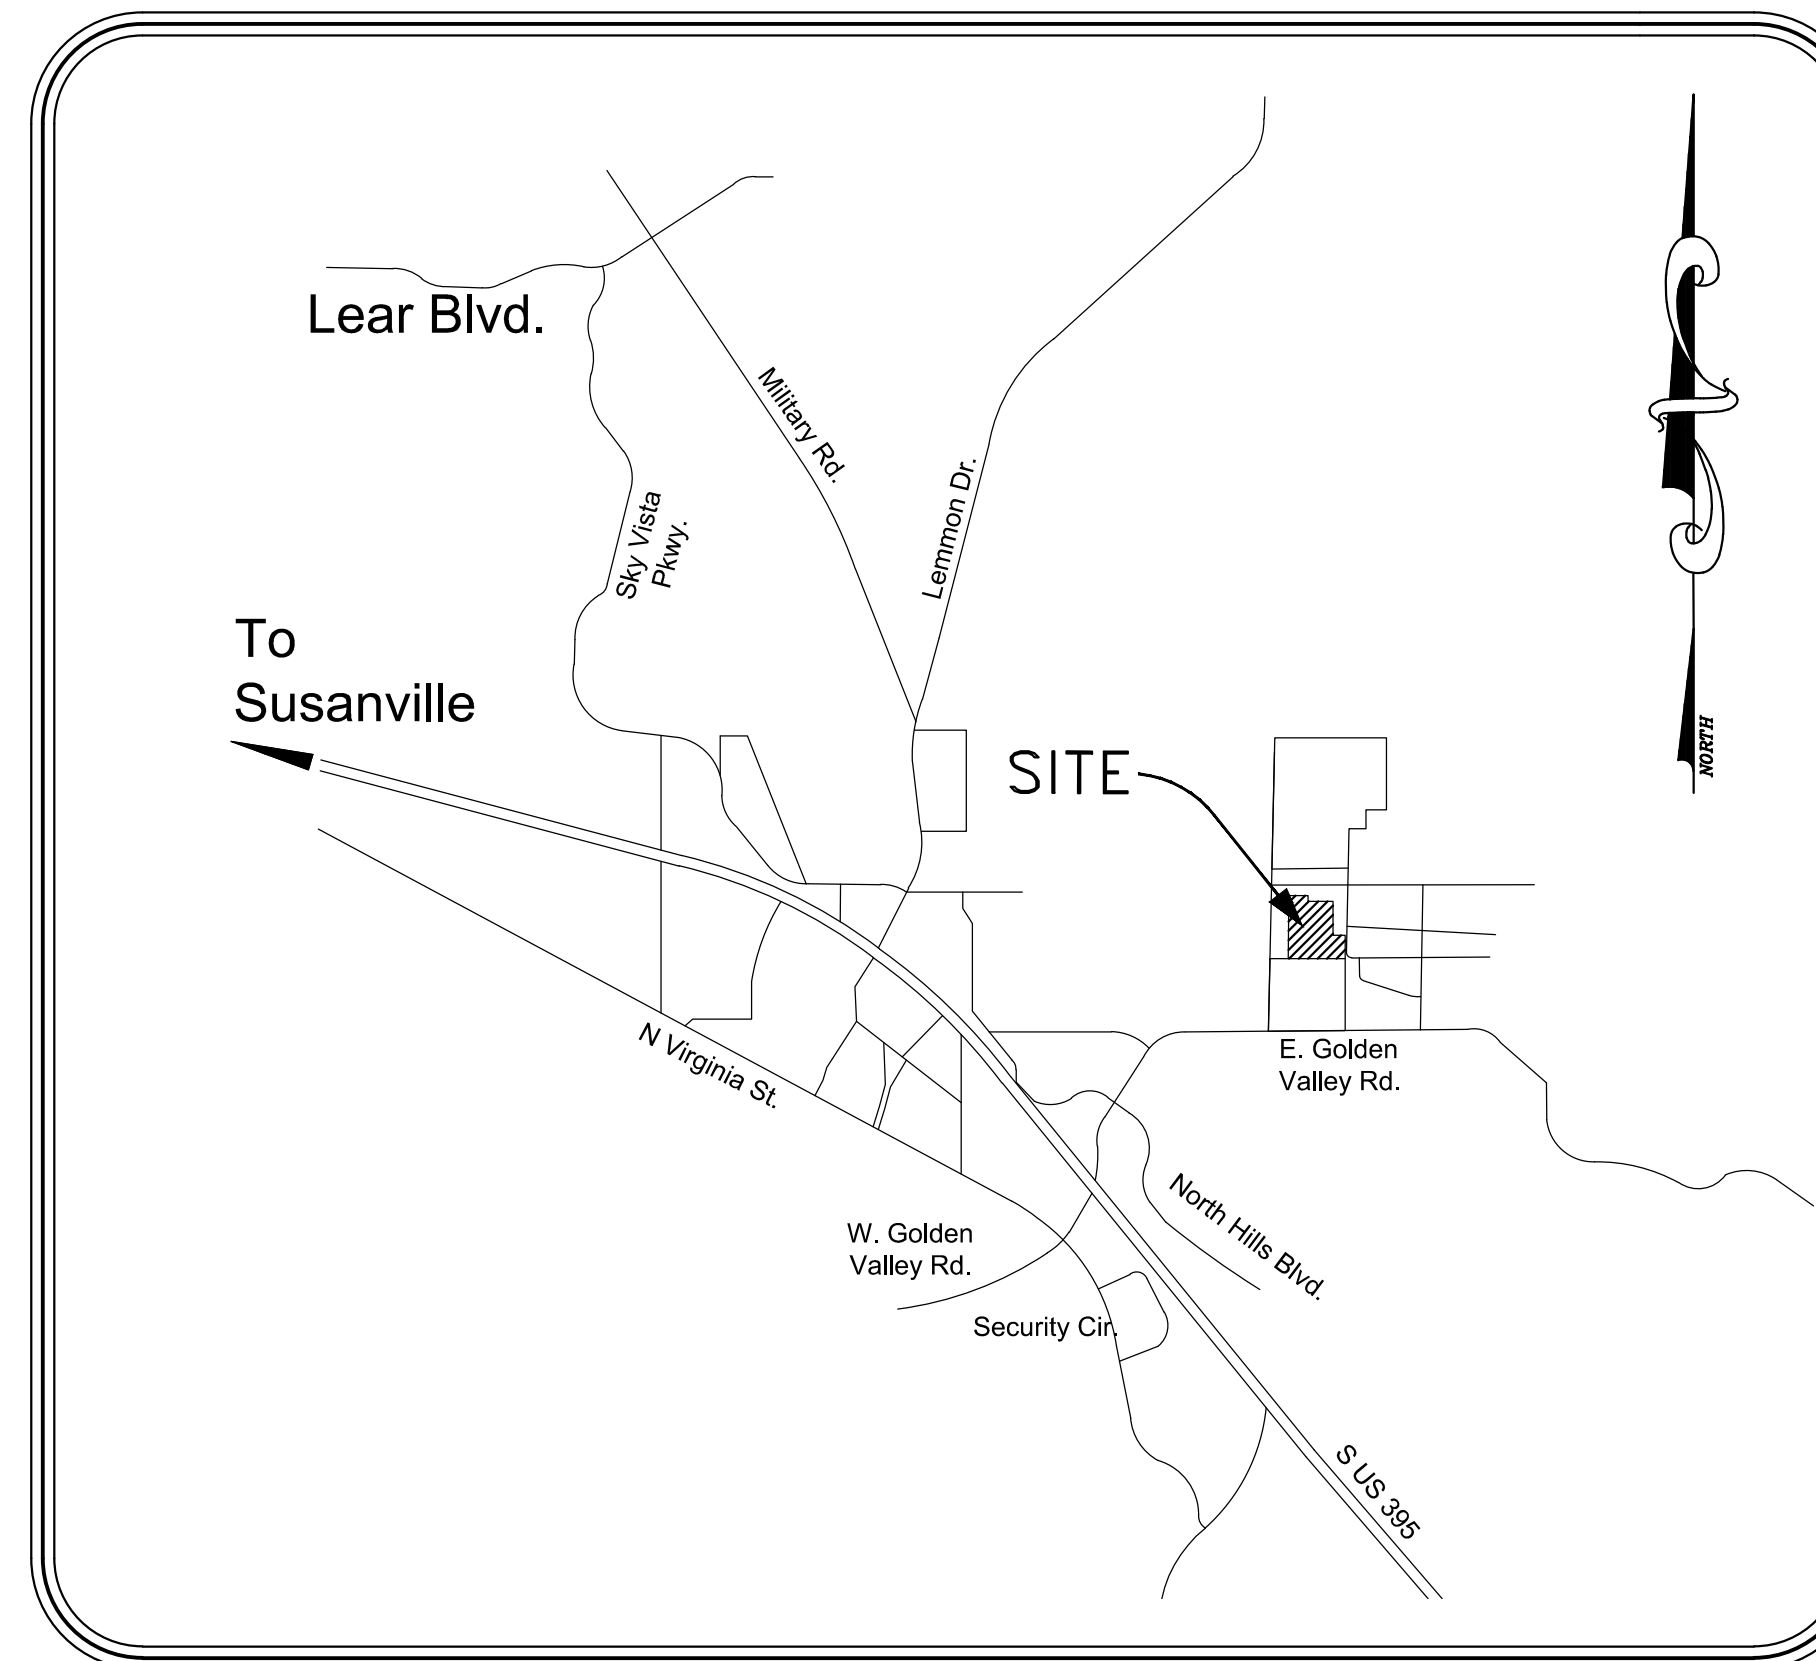 Lear Blvd.
Military Rd.
Lemmon Dr.
Sky Vista
Pkwy.
To
Susanville
SITE
NORTH
N Virginia St.
E. Golden
Valley Rd.
North Hills Blvd.
W. Golden
Valley Rd.
Security Cir.
S US 395